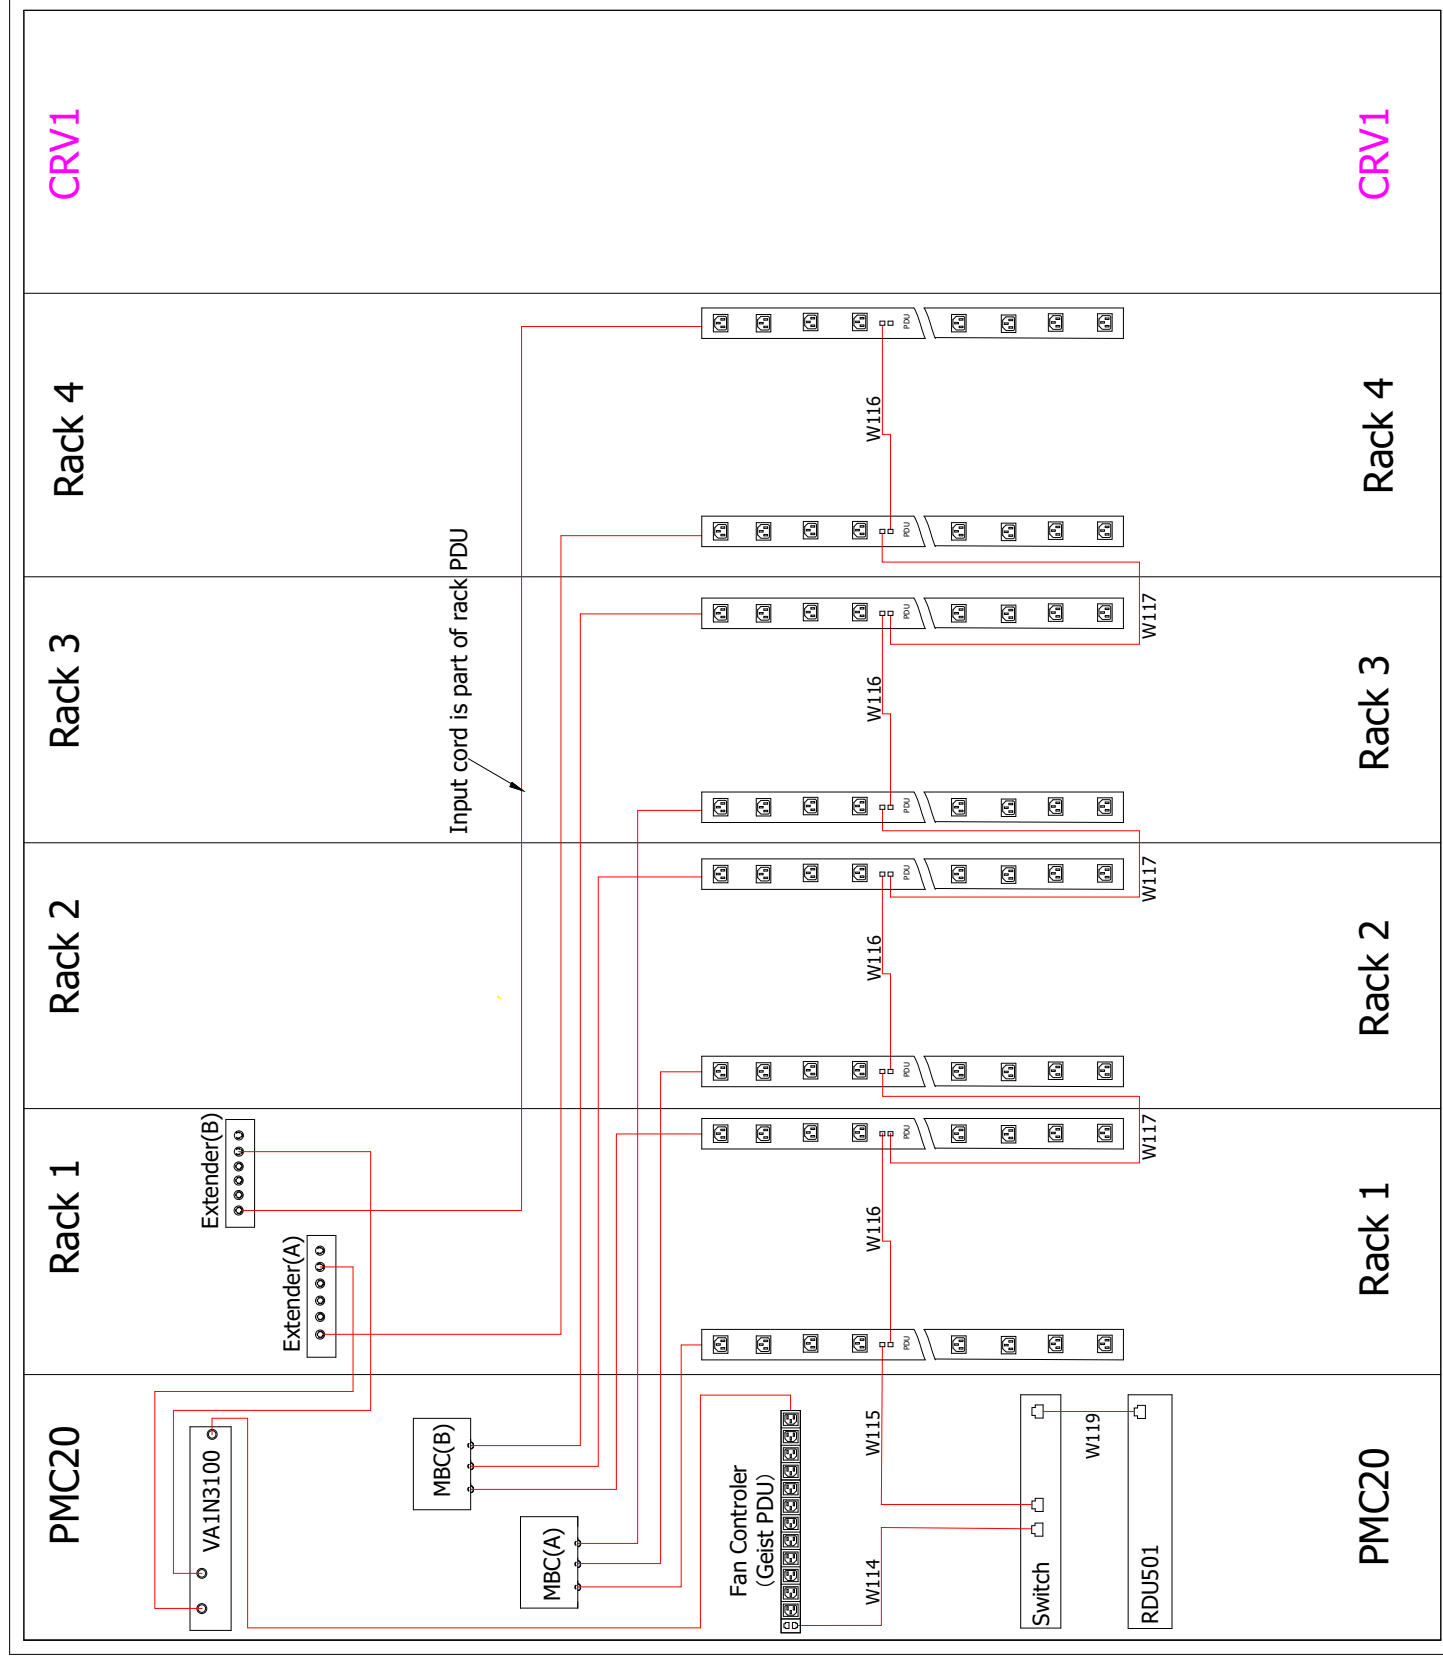 CRV1
CRV1
Rack 4
PDU
W116
PDU
Rack 4
Input cord is part of rack PDU
W117
Rack 3
PDU
W116
PDU
Rack 3
W117
Rack 2
PDU
W116
PDU
Rack 2
W117
Rack 1
Extender(B)
Extender(A)
PDU
W116
PDU
Rack 1
PMC20
VA1N3100
MBC(B)
MBC(A)
Fan Controler
(Geist PDU)
W115
W114
W119
Switch
RDU501
PMC20